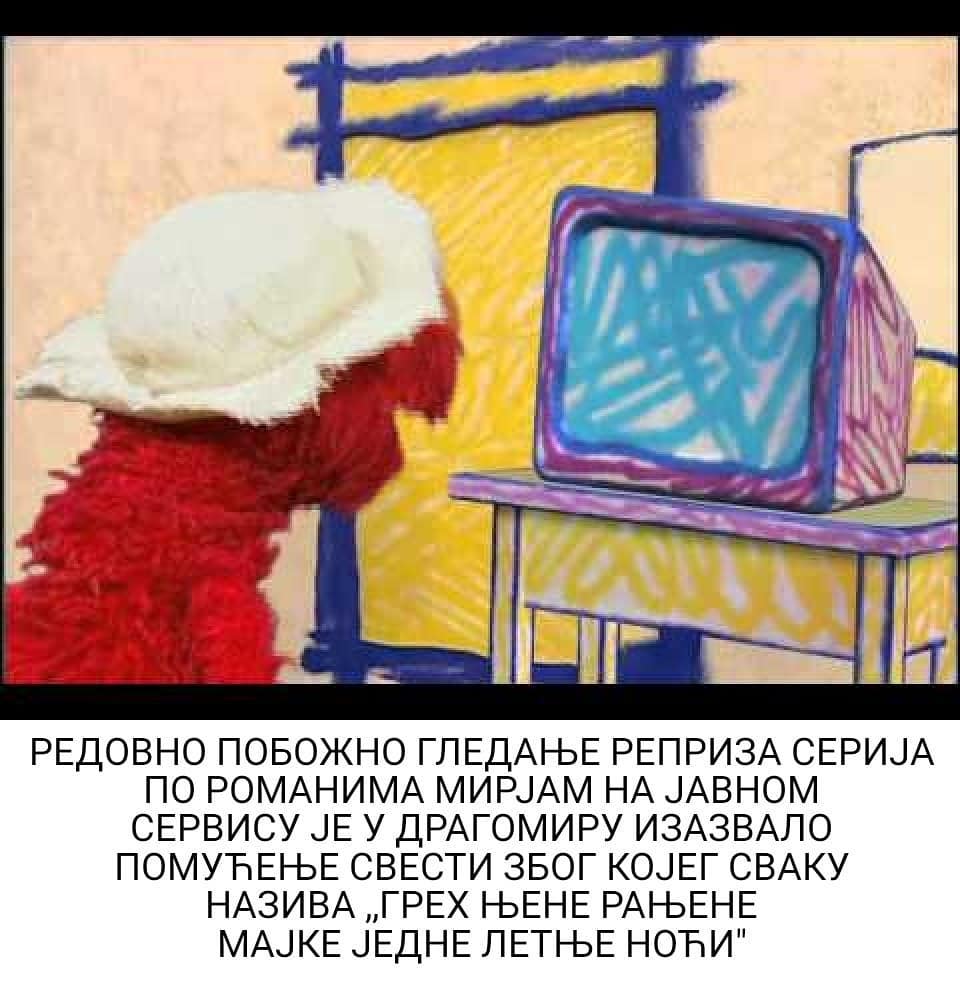 РЕДОВНО ПОБОЖНО ГЛЕДАЊЕ РЕПРИЗА СЕРИЈА
ПО РОМАНИМА МИРЈАМ НА ЈАВНОМ
СЕРВИСУ ЈЕ У ДРАГОМИРУ ИЗАЗВАЛО
ПОМУЋЕЊЕ СВЕСТИ ЗБОГ КОЈЕГ СВАКУ
НАЗИВА „ГРЕХ ЊЕНЕ РАЊЕНЕ
МАЈКЕ ЈЕДНЕ ЛЕТЊЕ НОЋИ"